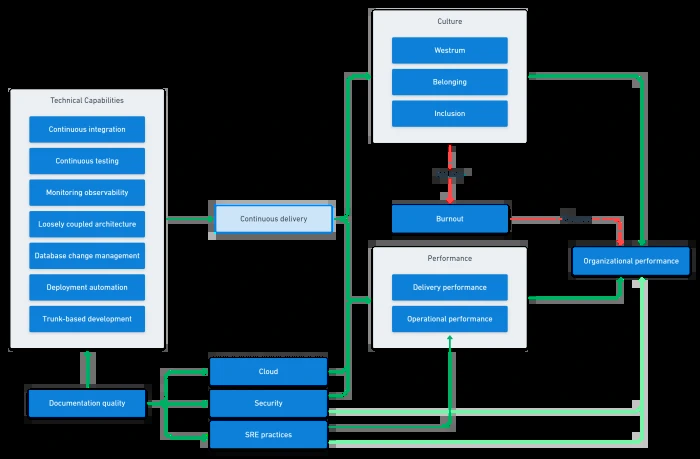 Culture
Westrum
Belonging
Inclusion
Technical Capabilities
Continuous integration
Continuous testing
Monitoring observability
Loosely coupled architecture
Database change management
Deployment automation
Trunk-based development
Continuous delivery
Burnout
Performance
Delivery performance
Operational performance
Organizational performance
Cloud
Documentation quality
Security
SRE practices